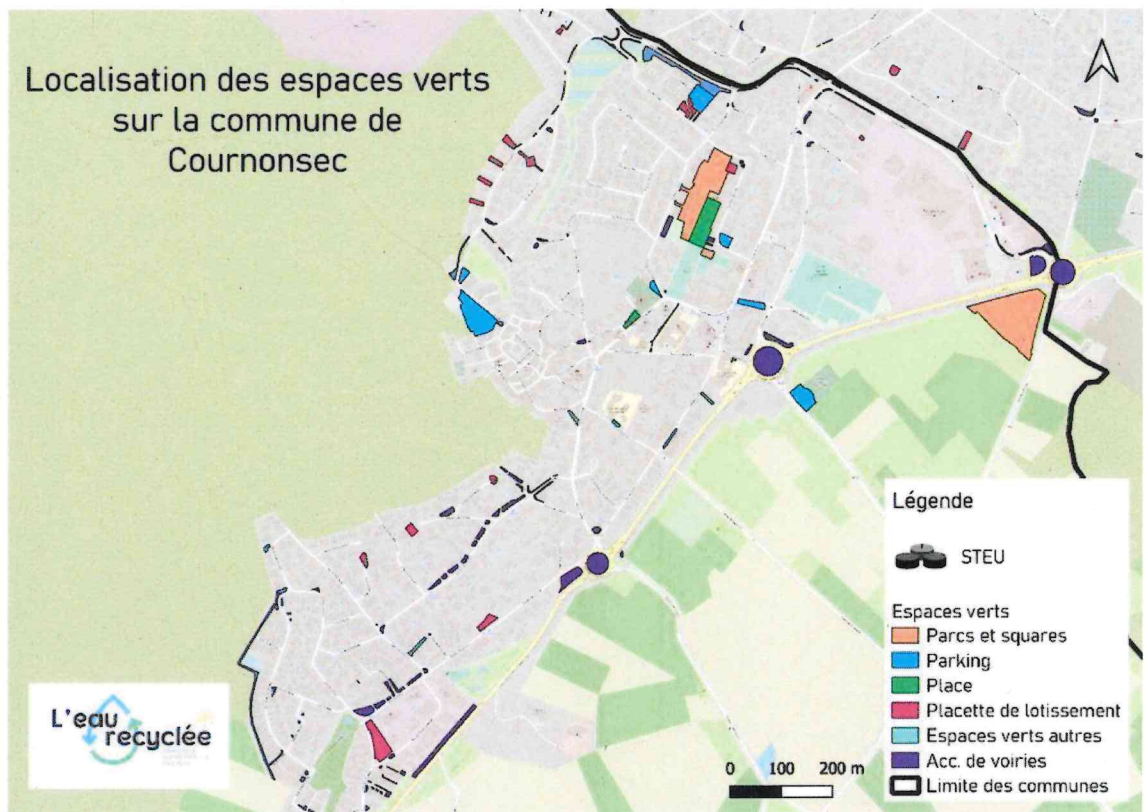 Localisation des espaces verts
sur la commune de
Cournonsec
Légende
STEU
Espaces verts
Parcs et squares
Parking
Place
Placette de lotissement
Espaces verts autres
Acc. de voiries
Limite des communes
0 100 200 m
L'eau
recyclée